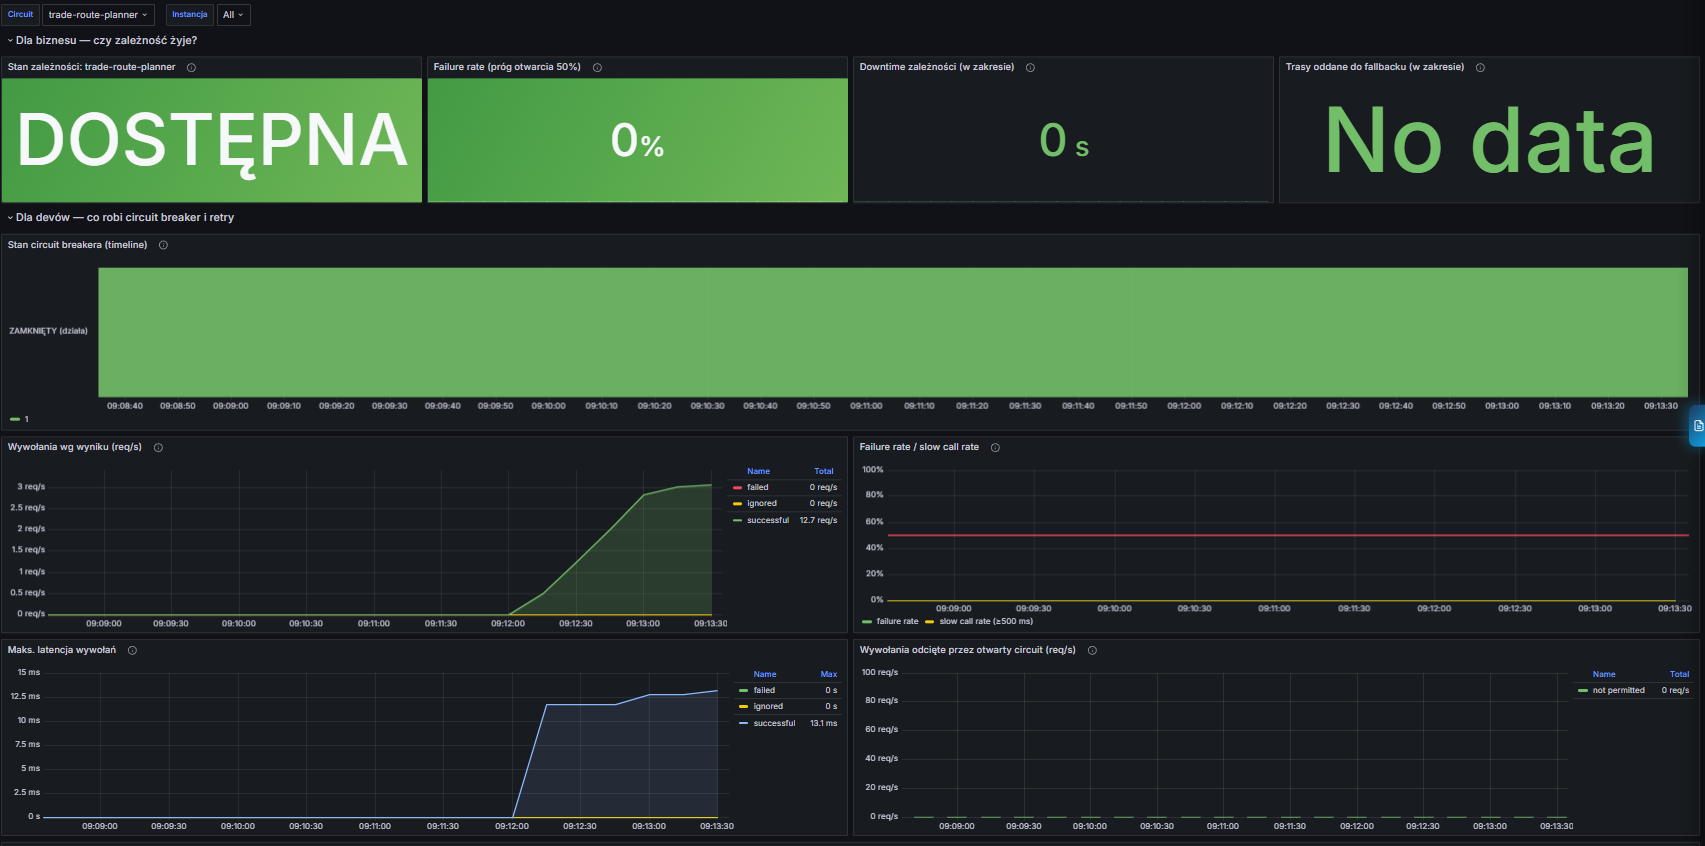 Circuit trade-route-planner Instancja All
Dla biznesu — czy zależność żyje?
Stan zależności: trade-route-planner
DOSTĘPNA
Failure rate (próg otwarcia 50%)
0%
Downtime zależności (w zakresie)
0 s
Trasy oddane do fallbacku (w zakresie)
No data
Dla devów — co robi circuit breaker i retry
Stan circuit breakera (timeline)
ZAMKNIĘTY (działa)
09:08:40 09:08:50 09:09:00 09:09:10 09:09:20 09:09:30 09:09:40 09:09:50 09:10:00 09:10:10 09:10:20 09:10:30 09:10:40 09:10:50 09:11:00 09:11:10 09:11:20 09:11:30 09:11:40 09:11:50 09:12:00 09:12:10 09:12:20 09:12:30 09:12:40 09:12:50 09:13:00 09:13:10 09:13:20 09:13:30
1
Wywołania wg wyniku (req/s)
3 req/s
2.5 req/s
2 req/s
1.5 req/s
1 req/s
0.5 req/s
0 req/s
09:09:00 09:09:30 09:10:00 09:10:30 09:11:00 09:11:30 09:12:00 09:12:30 09:13:00 09:13:30
Name Total
failed 0 req/s
ignored 0 req/s
successful 12.7 req/s
Failure rate / slow call rate
100%
80%
60%
40%
20%
0%
09:09:00 09:09:30 09:10:00 09:10:30 09:11:00 09:11:30 09:12:00 09:12:30 09:13:00 09:13:30
failure rate slow call rate (≥500 ms)
Maks. latencja wywołań
15 ms
12.5 ms
10 ms
7.5 ms
5 ms
2.5 ms
0 s
09:09:00 09:09:30 09:10:00 09:10:30 09:11:00 09:11:30 09:12:00 09:12:30 09:13:00 09:13:30
Name Max
failed 0 s
ignored 0 s
successful 13.1 ms
Wywołania odcięte przez otwarty circuit (req/s)
100 req/s
80 req/s
60 req/s
40 req/s
20 req/s
0 req/s
09:09:00 09:09:30 09:10:00 09:10:30 09:11:00 09:11:30 09:12:00 09:12:30 09:13:00 09:13:30
Name Total
not permitted 0 req/s